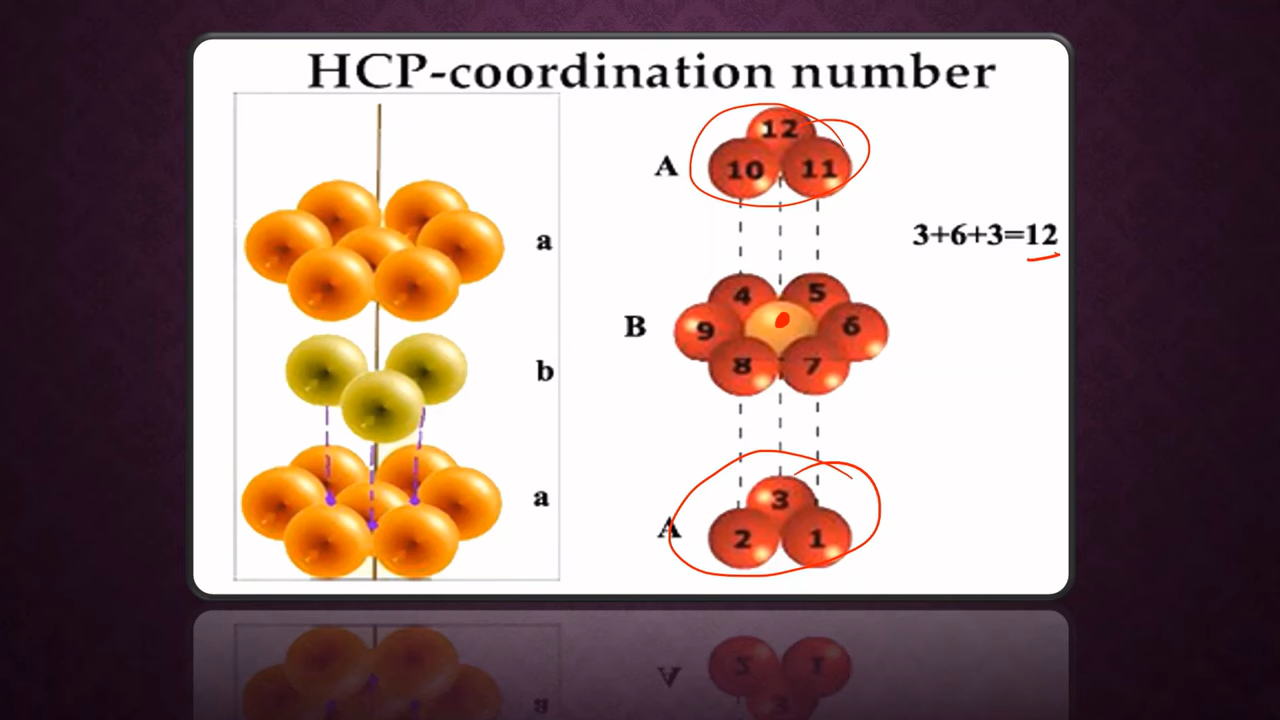 HCP-coordination number
a
b
a
A
12
10 11
3+6+3=12
B
4 5
9 6
8 7
A
3
2 1